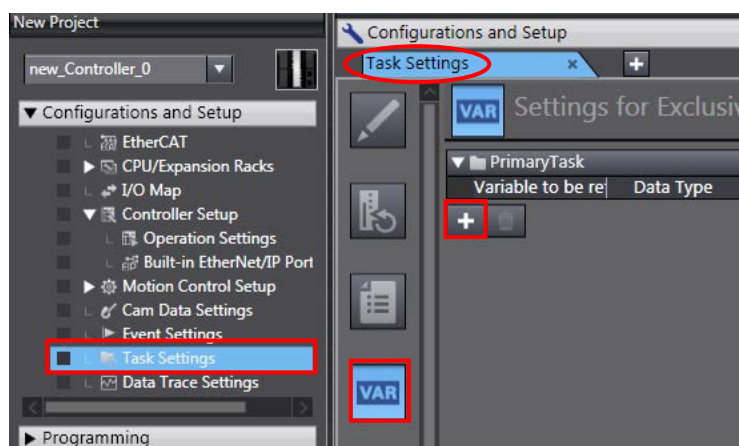 New Project
new_Controller_0
Configurations and Setup
EtherCAT
CPU/Expansion Racks
I/O Map
Controller Setup
Operation Settings
Built-in EtherNet/IP Port
Motion Control Setup
Cam Data Settings
Event Settings
Task Settings
Data Trace Settings
Programming
Configurations and Setup
Task Settings
VAR Settings for Exclusiv
PrimaryTask
Variable to be re Data Type
VAR